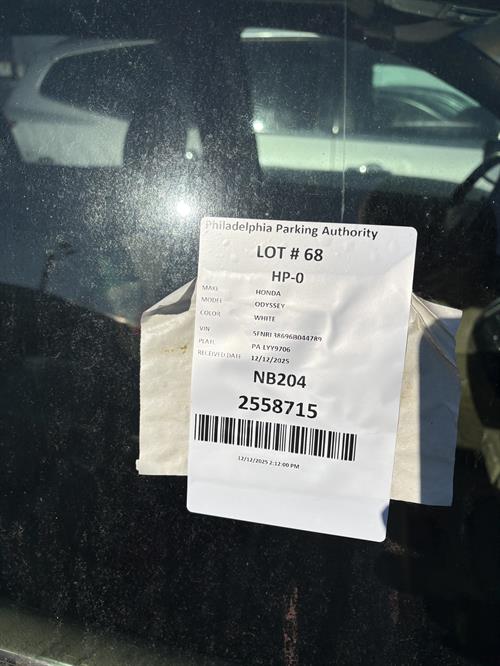 Philadelphia Parking Authority
LOT # 68
HP-0
MAKE HONDA
MODEL ODYSSEY
COLOR WHITE
VIN 5FNRL38696B044789
PLATE PA-LYY9706
RECEIVED DATE 12/12/2025
NB204
2558715
12/12/2025 2:12:00 PM